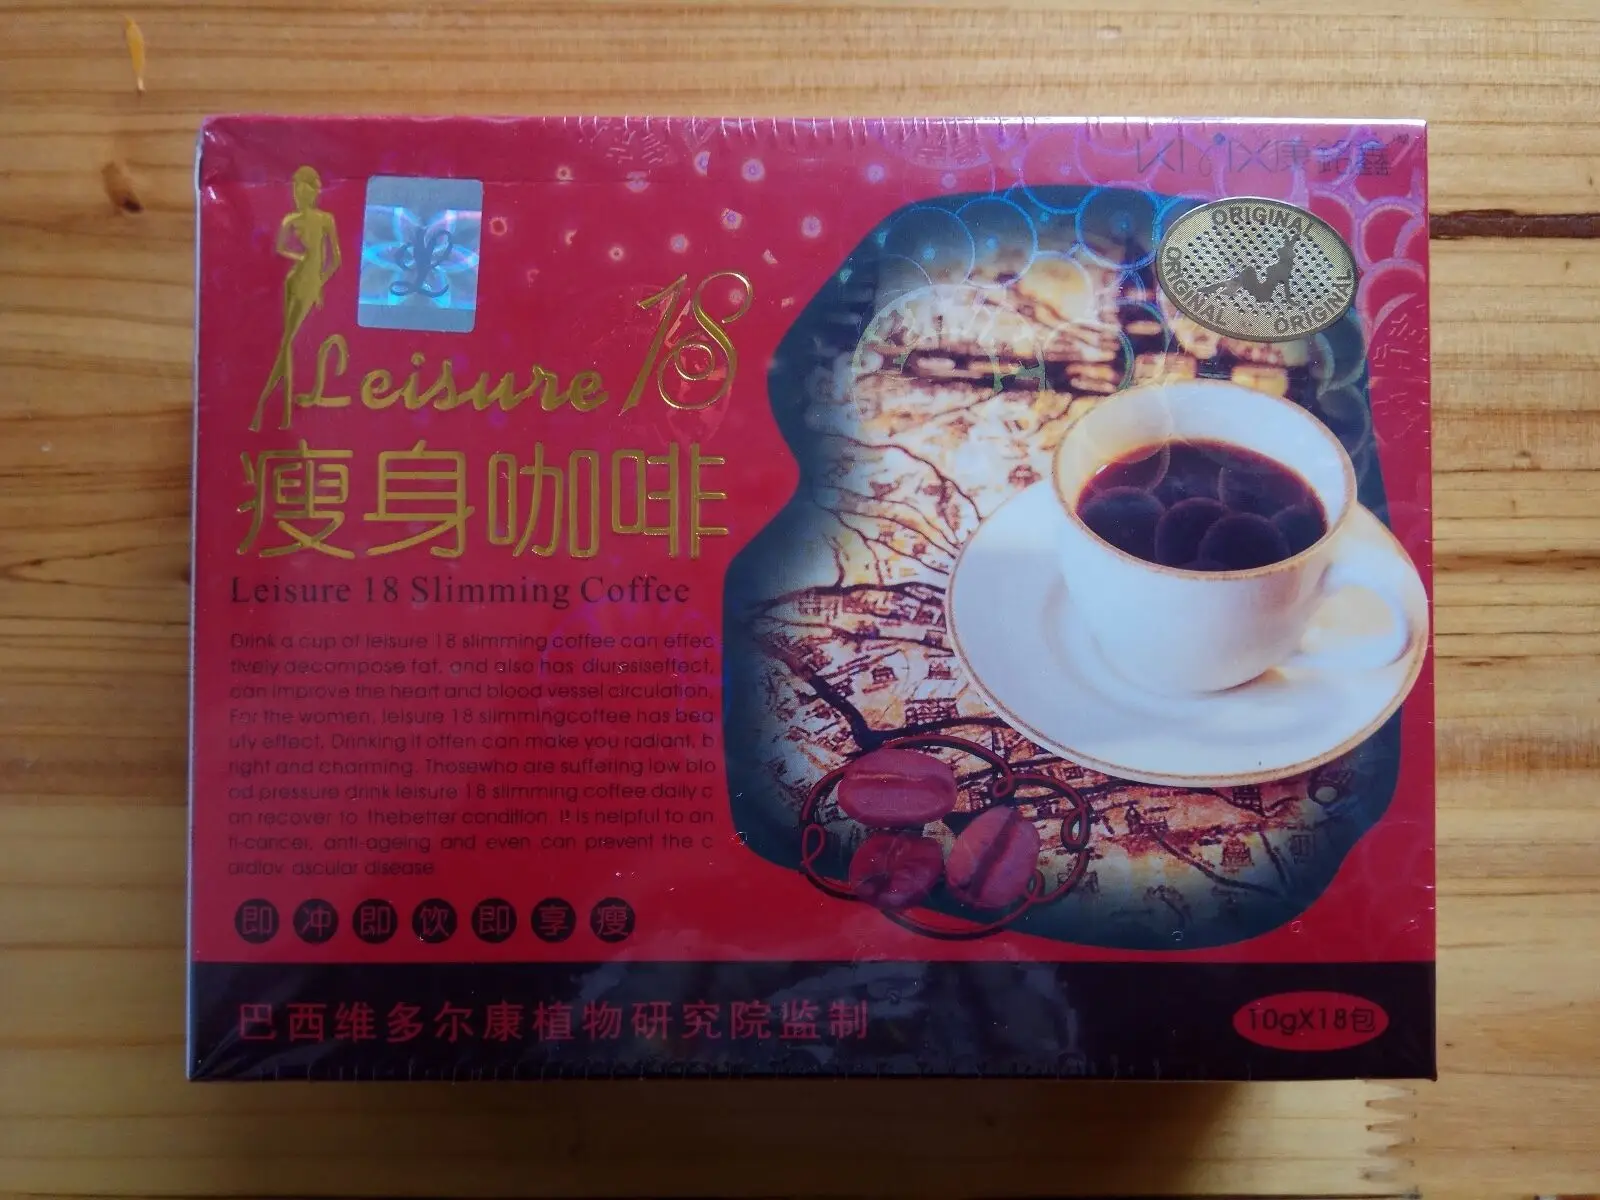 ORIGINAL
ORIGINAL
ORIGINAL
Leisure 18
瘦身咖啡
Leisure 18 Slimming Coffee
Drink a cup of leisure 18 slimming coffee can effec
tively decompose fat, and also has diuresiseffect,
can improve the heart and blood vessel circulation.
For the women, leisure 18 slimmingcoffee has bea
uty effect, Drinking it offen can make you radiant, b
right and charming. Thosewho are suffering low blo
od pressure drink leisure 18 slimming coffee daily c
an recover to thebetter condition. It is helpful to an
ti-cancer, anti-ageing and even can prevent the c
ardiov ascular disease
即冲即饮即享瘦
巴西维多尔康植物研究院监制
10gX18包